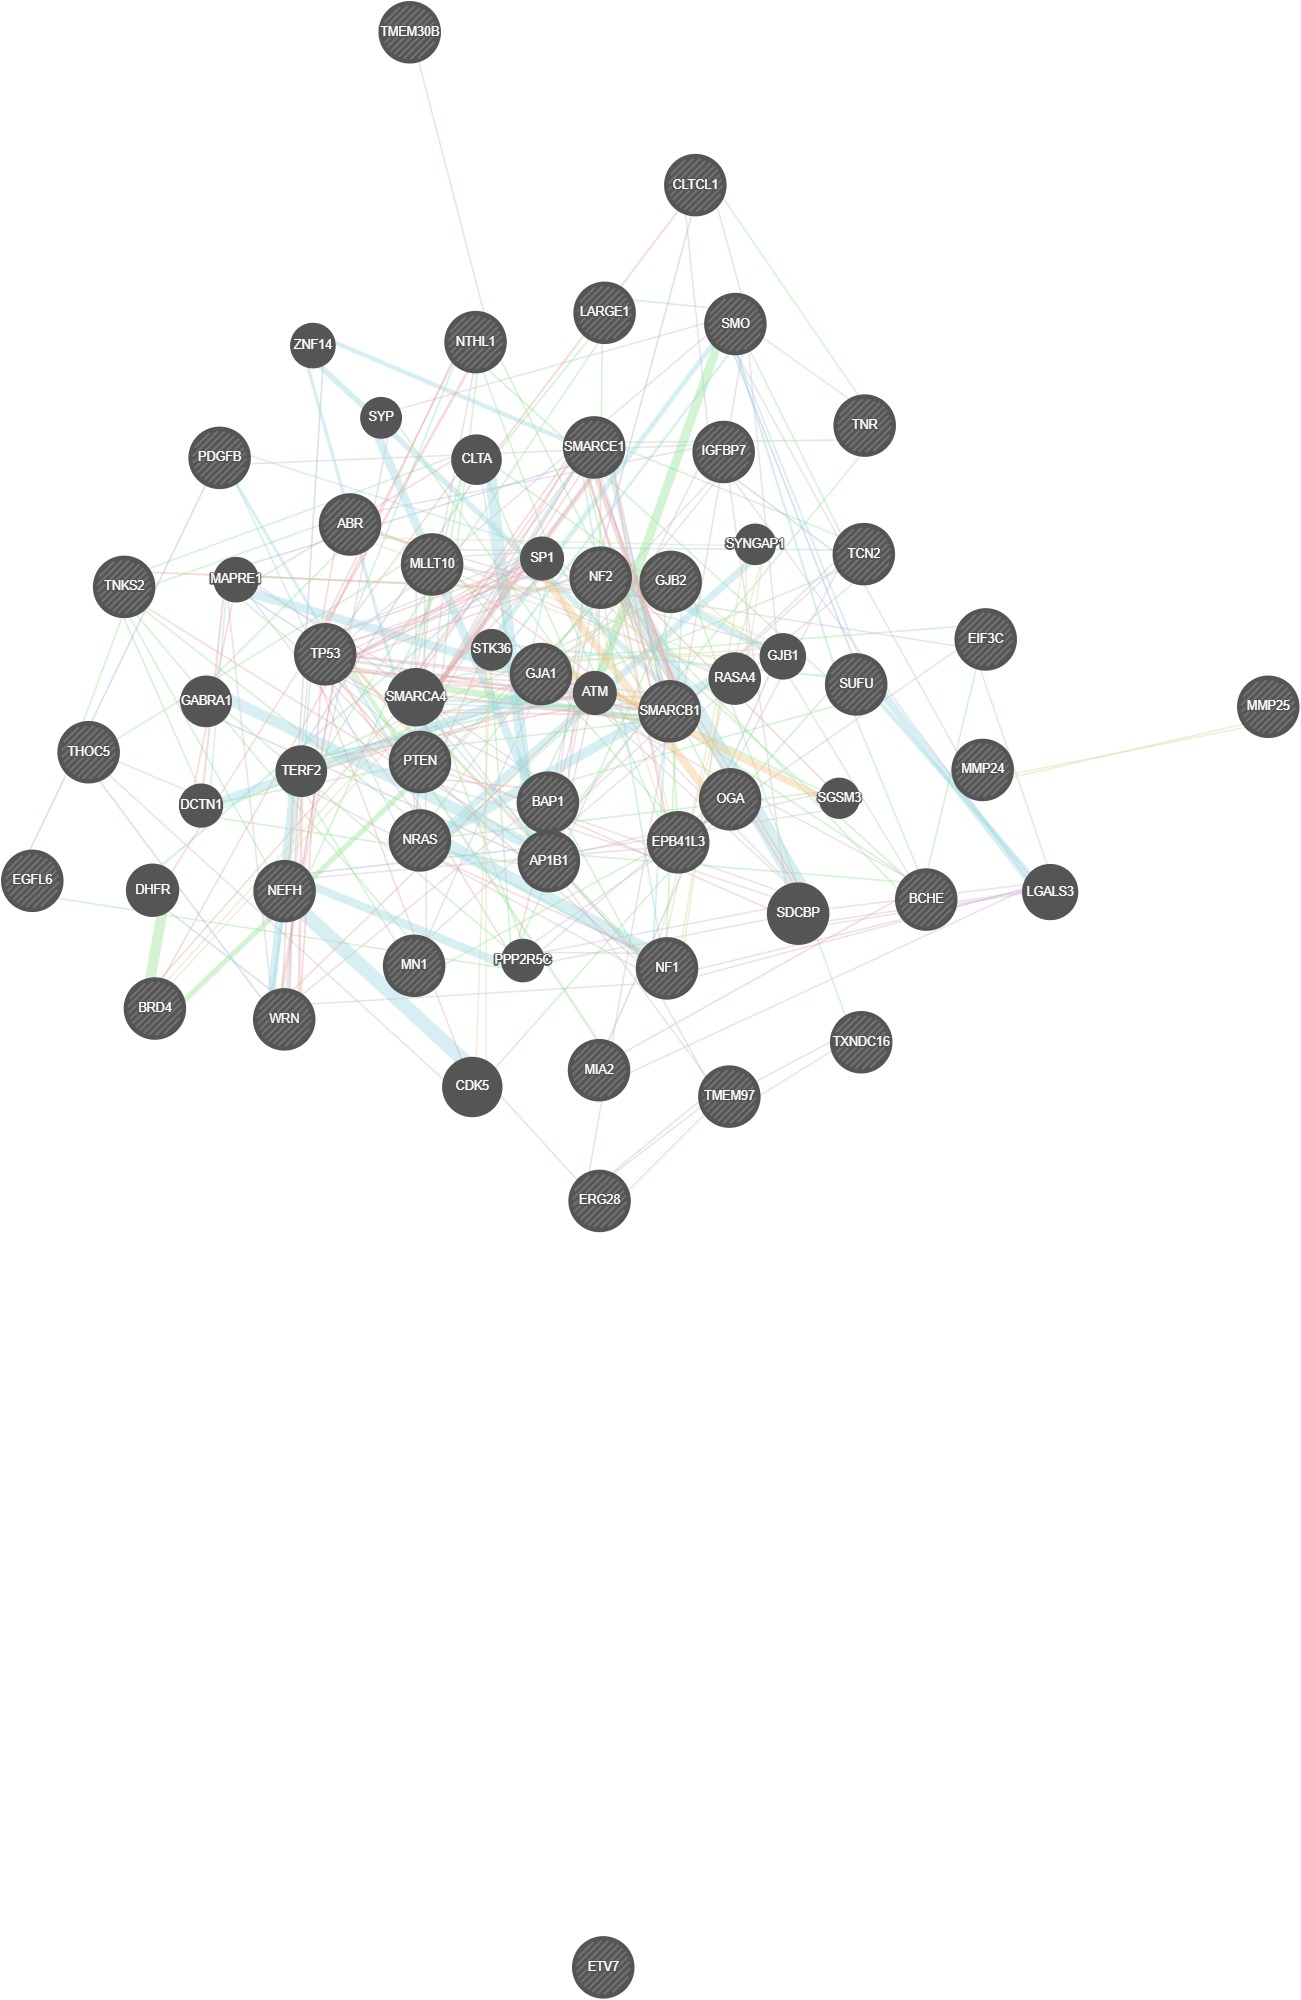 TMEM30B
CLTCL1
LARGE1
SMO
NTHL1
ZNF14
SYP
TNR
SMARCE1
IGFBP7
PDGFB
CLTA
ABR
SYNGAP1
TCN2
SP1
MLLT10
NF2
GJB2
MAPRE1
TNKS2
EIF3C
STK36
TP53
GJB1
GJA1
RASA4
SUFU
ATM
SMARCA4
GABRA1
MMP25
SMARCB1
THOC5
PTEN
MMP24
TERF2
SGSM3
OGA
BAP1
DCTN1
NRAS
EPB41L3
AP1B1
EGFL6
DHFR
NEFH
LGALS3
BCHE
SDCBP
PPP2R5C
MN1
NF1
BRD4
WRN
TXNDC16
MIA2
CDK5
TMEM97
ERG28
ETV7